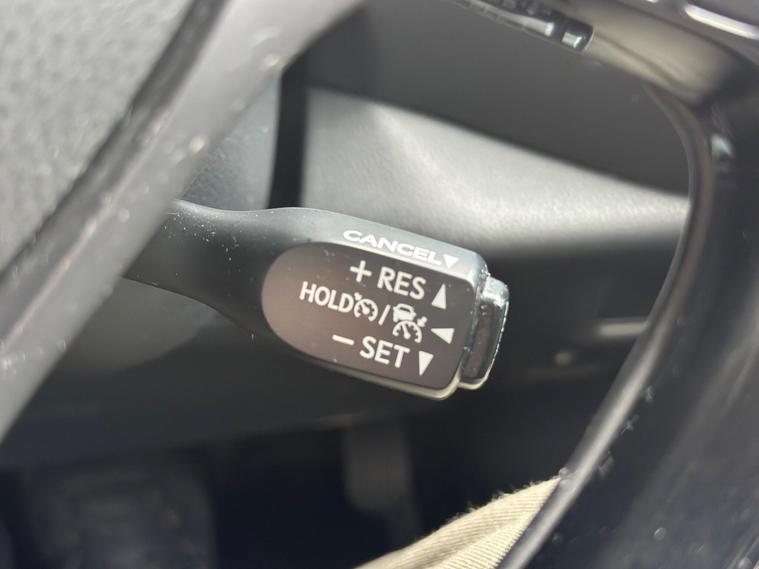 CANCEL▼
+ RES ▲
HOLD / ◀
− SET ▼